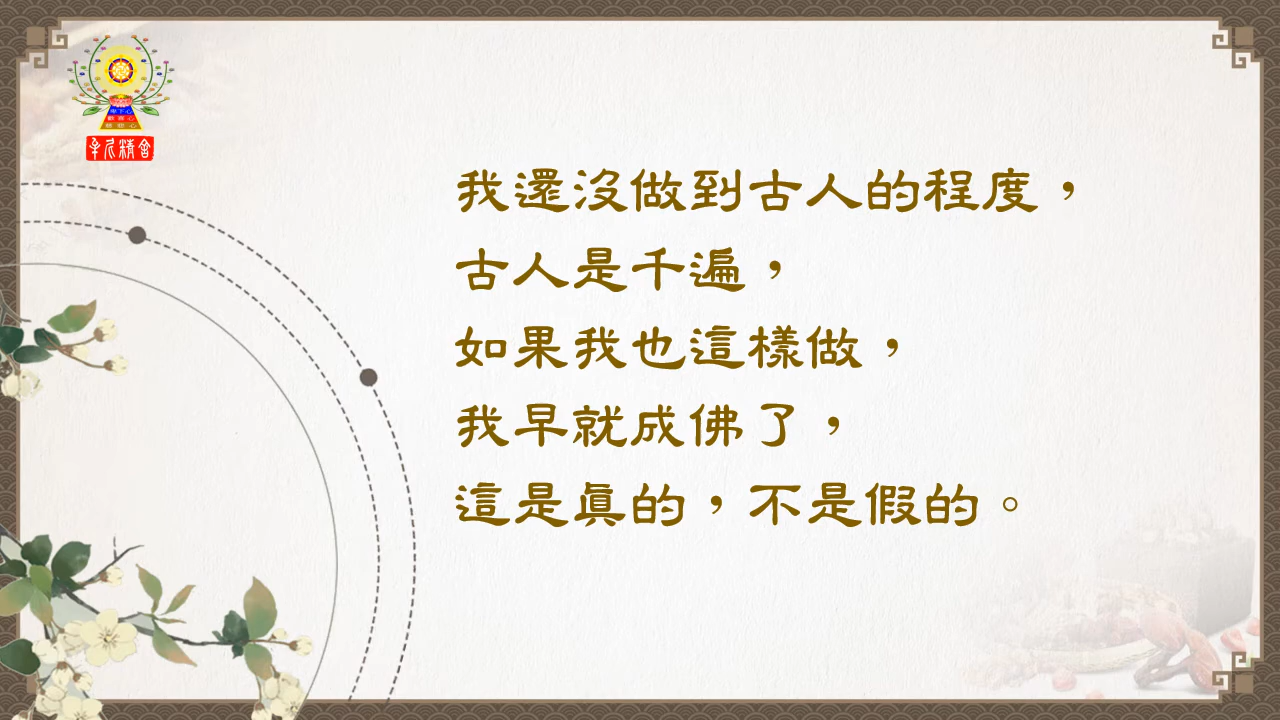 我還沒做到古人的程度，
古人是千遍，
如果我也這樣做，
我早就成佛了，
這是真的，不是假的。